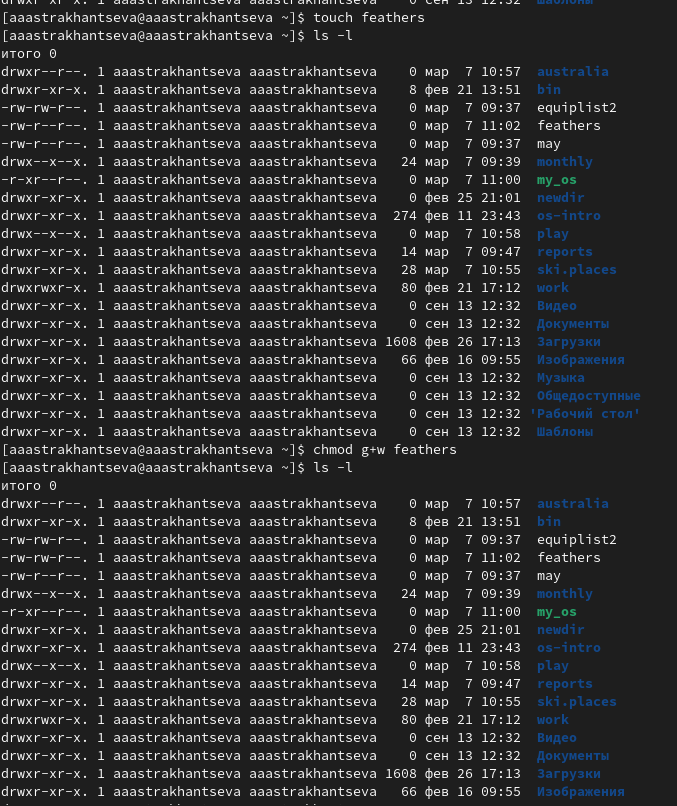 drwxr-xr-x. 1 aaastrakhantseva aaastrakhantseva    0 сен 13 12:32  Шаблоны
[aaastrakhantseva@aaastrakhantseva ~]$ touch feathers
[aaastrakhantseva@aaastrakhantseva ~]$ ls -l
итого 0
drwxr--r--. 1 aaastrakhantseva aaastrakhantseva    0 мар  7 10:57  australia
drwxr-xr-x. 1 aaastrakhantseva aaastrakhantseva    8 фев 21 13:51  bin
-rw-rw-r--. 1 aaastrakhantseva aaastrakhantseva    0 мар  7 09:37  equiplist2
-rw-r--r--. 1 aaastrakhantseva aaastrakhantseva    0 мар  7 11:02  feathers
-rw-r--r--. 1 aaastrakhantseva aaastrakhantseva    0 мар  7 09:37  may
drwx--x--x. 1 aaastrakhantseva aaastrakhantseva   24 мар  7 09:39  monthly
-r-xr--r--. 1 aaastrakhantseva aaastrakhantseva    0 мар  7 11:00  my_os
drwxr-xr-x. 1 aaastrakhantseva aaastrakhantseva    0 фев 25 21:01  newdir
drwxr-xr-x. 1 aaastrakhantseva aaastrakhantseva  274 фев 11 23:43  os-intro
drwx--x--x. 1 aaastrakhantseva aaastrakhantseva    0 мар  7 10:58  play
drwxr-xr-x. 1 aaastrakhantseva aaastrakhantseva   14 мар  7 09:47  reports
drwxr-xr-x. 1 aaastrakhantseva aaastrakhantseva   28 мар  7 10:55  ski.places
drwxrwxr-x. 1 aaastrakhantseva aaastrakhantseva   80 фев 21 17:12  work
drwxr-xr-x. 1 aaastrakhantseva aaastrakhantseva    0 сен 13 12:32  Видео
drwxr-xr-x. 1 aaastrakhantseva aaastrakhantseva    0 сен 13 12:32  Документы
drwxr-xr-x. 1 aaastrakhantseva aaastrakhantseva 1608 фев 26 17:13  Загрузки
drwxr-xr-x. 1 aaastrakhantseva aaastrakhantseva   66 фев 16 09:55  Изображения
drwxr-xr-x. 1 aaastrakhantseva aaastrakhantseva    0 сен 13 12:32  Музыка
drwxr-xr-x. 1 aaastrakhantseva aaastrakhantseva    0 сен 13 12:32  Общедоступные
drwxr-xr-x. 1 aaastrakhantseva aaastrakhantseva    0 сен 13 12:32 'Рабочий стол'
drwxr-xr-x. 1 aaastrakhantseva aaastrakhantseva    0 сен 13 12:32  Шаблоны
[aaastrakhantseva@aaastrakhantseva ~]$ chmod g+w feathers
[aaastrakhantseva@aaastrakhantseva ~]$ ls -l
итого 0
drwxr--r--. 1 aaastrakhantseva aaastrakhantseva    0 мар  7 10:57  australia
drwxr-xr-x. 1 aaastrakhantseva aaastrakhantseva    8 фев 21 13:51  bin
-rw-rw-r--. 1 aaastrakhantseva aaastrakhantseva    0 мар  7 09:37  equiplist2
-rw-rw-r--. 1 aaastrakhantseva aaastrakhantseva    0 мар  7 11:02  feathers
-rw-r--r--. 1 aaastrakhantseva aaastrakhantseva    0 мар  7 09:37  may
drwx--x--x. 1 aaastrakhantseva aaastrakhantseva   24 мар  7 09:39  monthly
-r-xr--r--. 1 aaastrakhantseva aaastrakhantseva    0 мар  7 11:00  my_os
drwxr-xr-x. 1 aaastrakhantseva aaastrakhantseva    0 фев 25 21:01  newdir
drwxr-xr-x. 1 aaastrakhantseva aaastrakhantseva  274 фев 11 23:43  os-intro
drwx--x--x. 1 aaastrakhantseva aaastrakhantseva    0 мар  7 10:58  play
drwxr-xr-x. 1 aaastrakhantseva aaastrakhantseva   14 мар  7 09:47  reports
drwxr-xr-x. 1 aaastrakhantseva aaastrakhantseva   28 мар  7 10:55  ski.places
drwxrwxr-x. 1 aaastrakhantseva aaastrakhantseva   80 фев 21 17:12  work
drwxr-xr-x. 1 aaastrakhantseva aaastrakhantseva    0 сен 13 12:32  Видео
drwxr-xr-x. 1 aaastrakhantseva aaastrakhantseva    0 сен 13 12:32  Документы
drwxr-xr-x. 1 aaastrakhantseva aaastrakhantseva 1608 фев 26 17:13  Загрузки
drwxr-xr-x. 1 aaastrakhantseva aaastrakhantseva   66 фев 16 09:55  Изображения